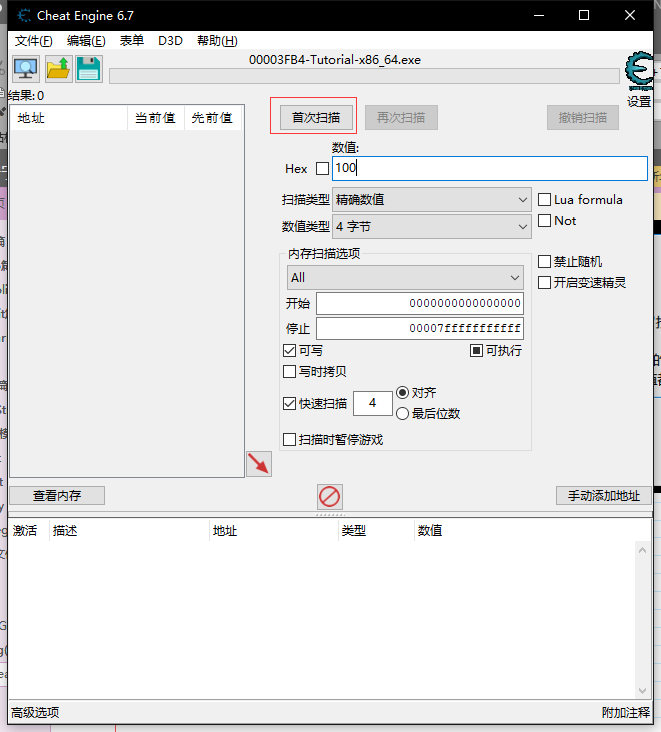 Cheat Engine 6.7
文件(F) 编辑(E) 表单 D3D 帮助(H)
00003FB4-Tutorial-x86_64.exe
设置
结果: 0
地址 当前值 先前值
首次扫描 再次扫描 撤销扫描
数值:
Hex 100
扫描类型 精确数值 Lua formula
数值类型 4 字节 Not
内存扫描选项
All
禁止随机
开启变速精灵
开始 0000000000000000
停止 00007fffffffffff
可写 可执行
写时拷贝
快速扫描 4 对齐
最后位数
扫描时暂停游戏
查看内存 手动添加地址
激活 描述 地址 类型 数值
高级选项 附加注释